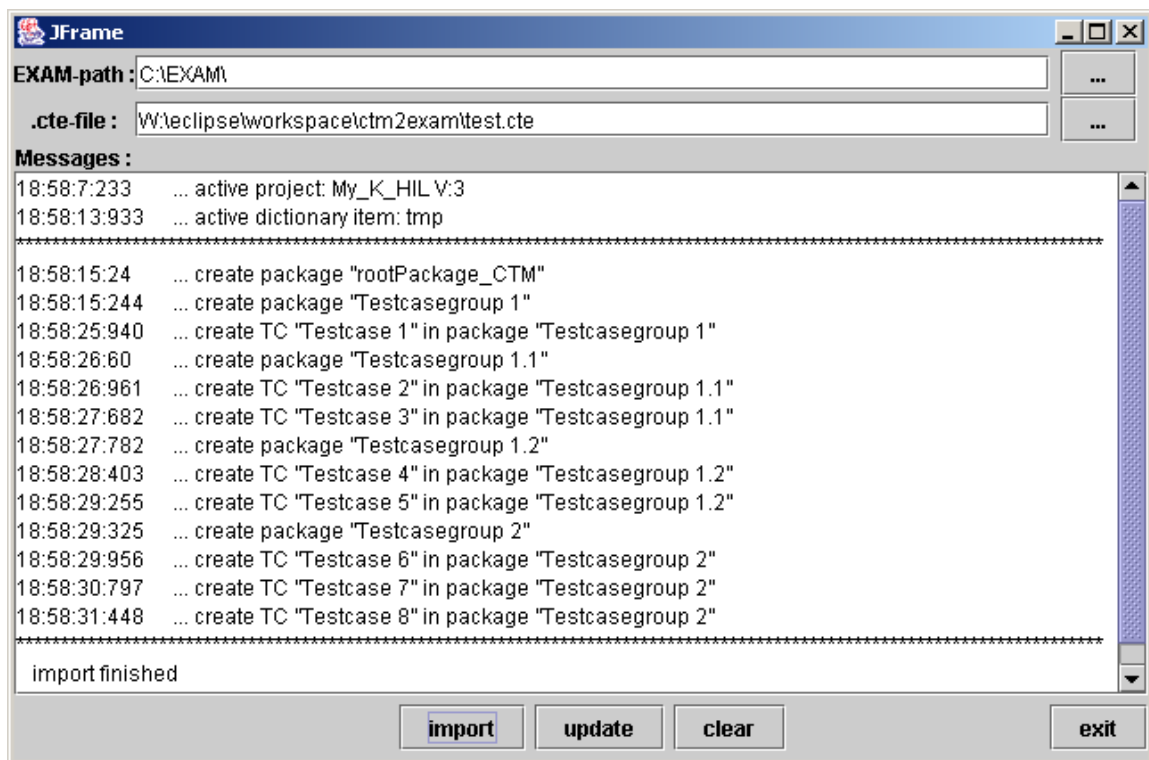 JFrame
EXAM-path : C:\EXAM\ ...
.cte-file : W:\eclipse\workspace\ctm2exam\test.cte ...
Messages :
18:58:7:233 ... active project: My_K_HIL V:3
18:58:13:933 ... active dictionary item: tmp
18:58:15:24 ... create package "rootPackage_CTM"
18:58:15:244 ... create package "Testcasegroup 1"
18:58:25:940 ... create TC "Testcase 1" in package "Testcasegroup 1"
18:58:26:60 ... create package "Testcasegroup 1.1"
18:58:26:961 ... create TC "Testcase 2" in package "Testcasegroup 1.1"
18:58:27:682 ... create TC "Testcase 3" in package "Testcasegroup 1.1"
18:58:27:782 ... create package "Testcasegroup 1.2"
18:58:28:403 ... create TC "Testcase 4" in package "Testcasegroup 1.2"
18:58:29:255 ... create TC "Testcase 5" in package "Testcasegroup 1.2"
18:58:29:325 ... create package "Testcasegroup 2"
18:58:29:956 ... create TC "Testcase 6" in package "Testcasegroup 2"
18:58:30:797 ... create TC "Testcase 7" in package "Testcasegroup 2"
18:58:31:448 ... create TC "Testcase 8" in package "Testcasegroup 2"
import finished
import update clear exit